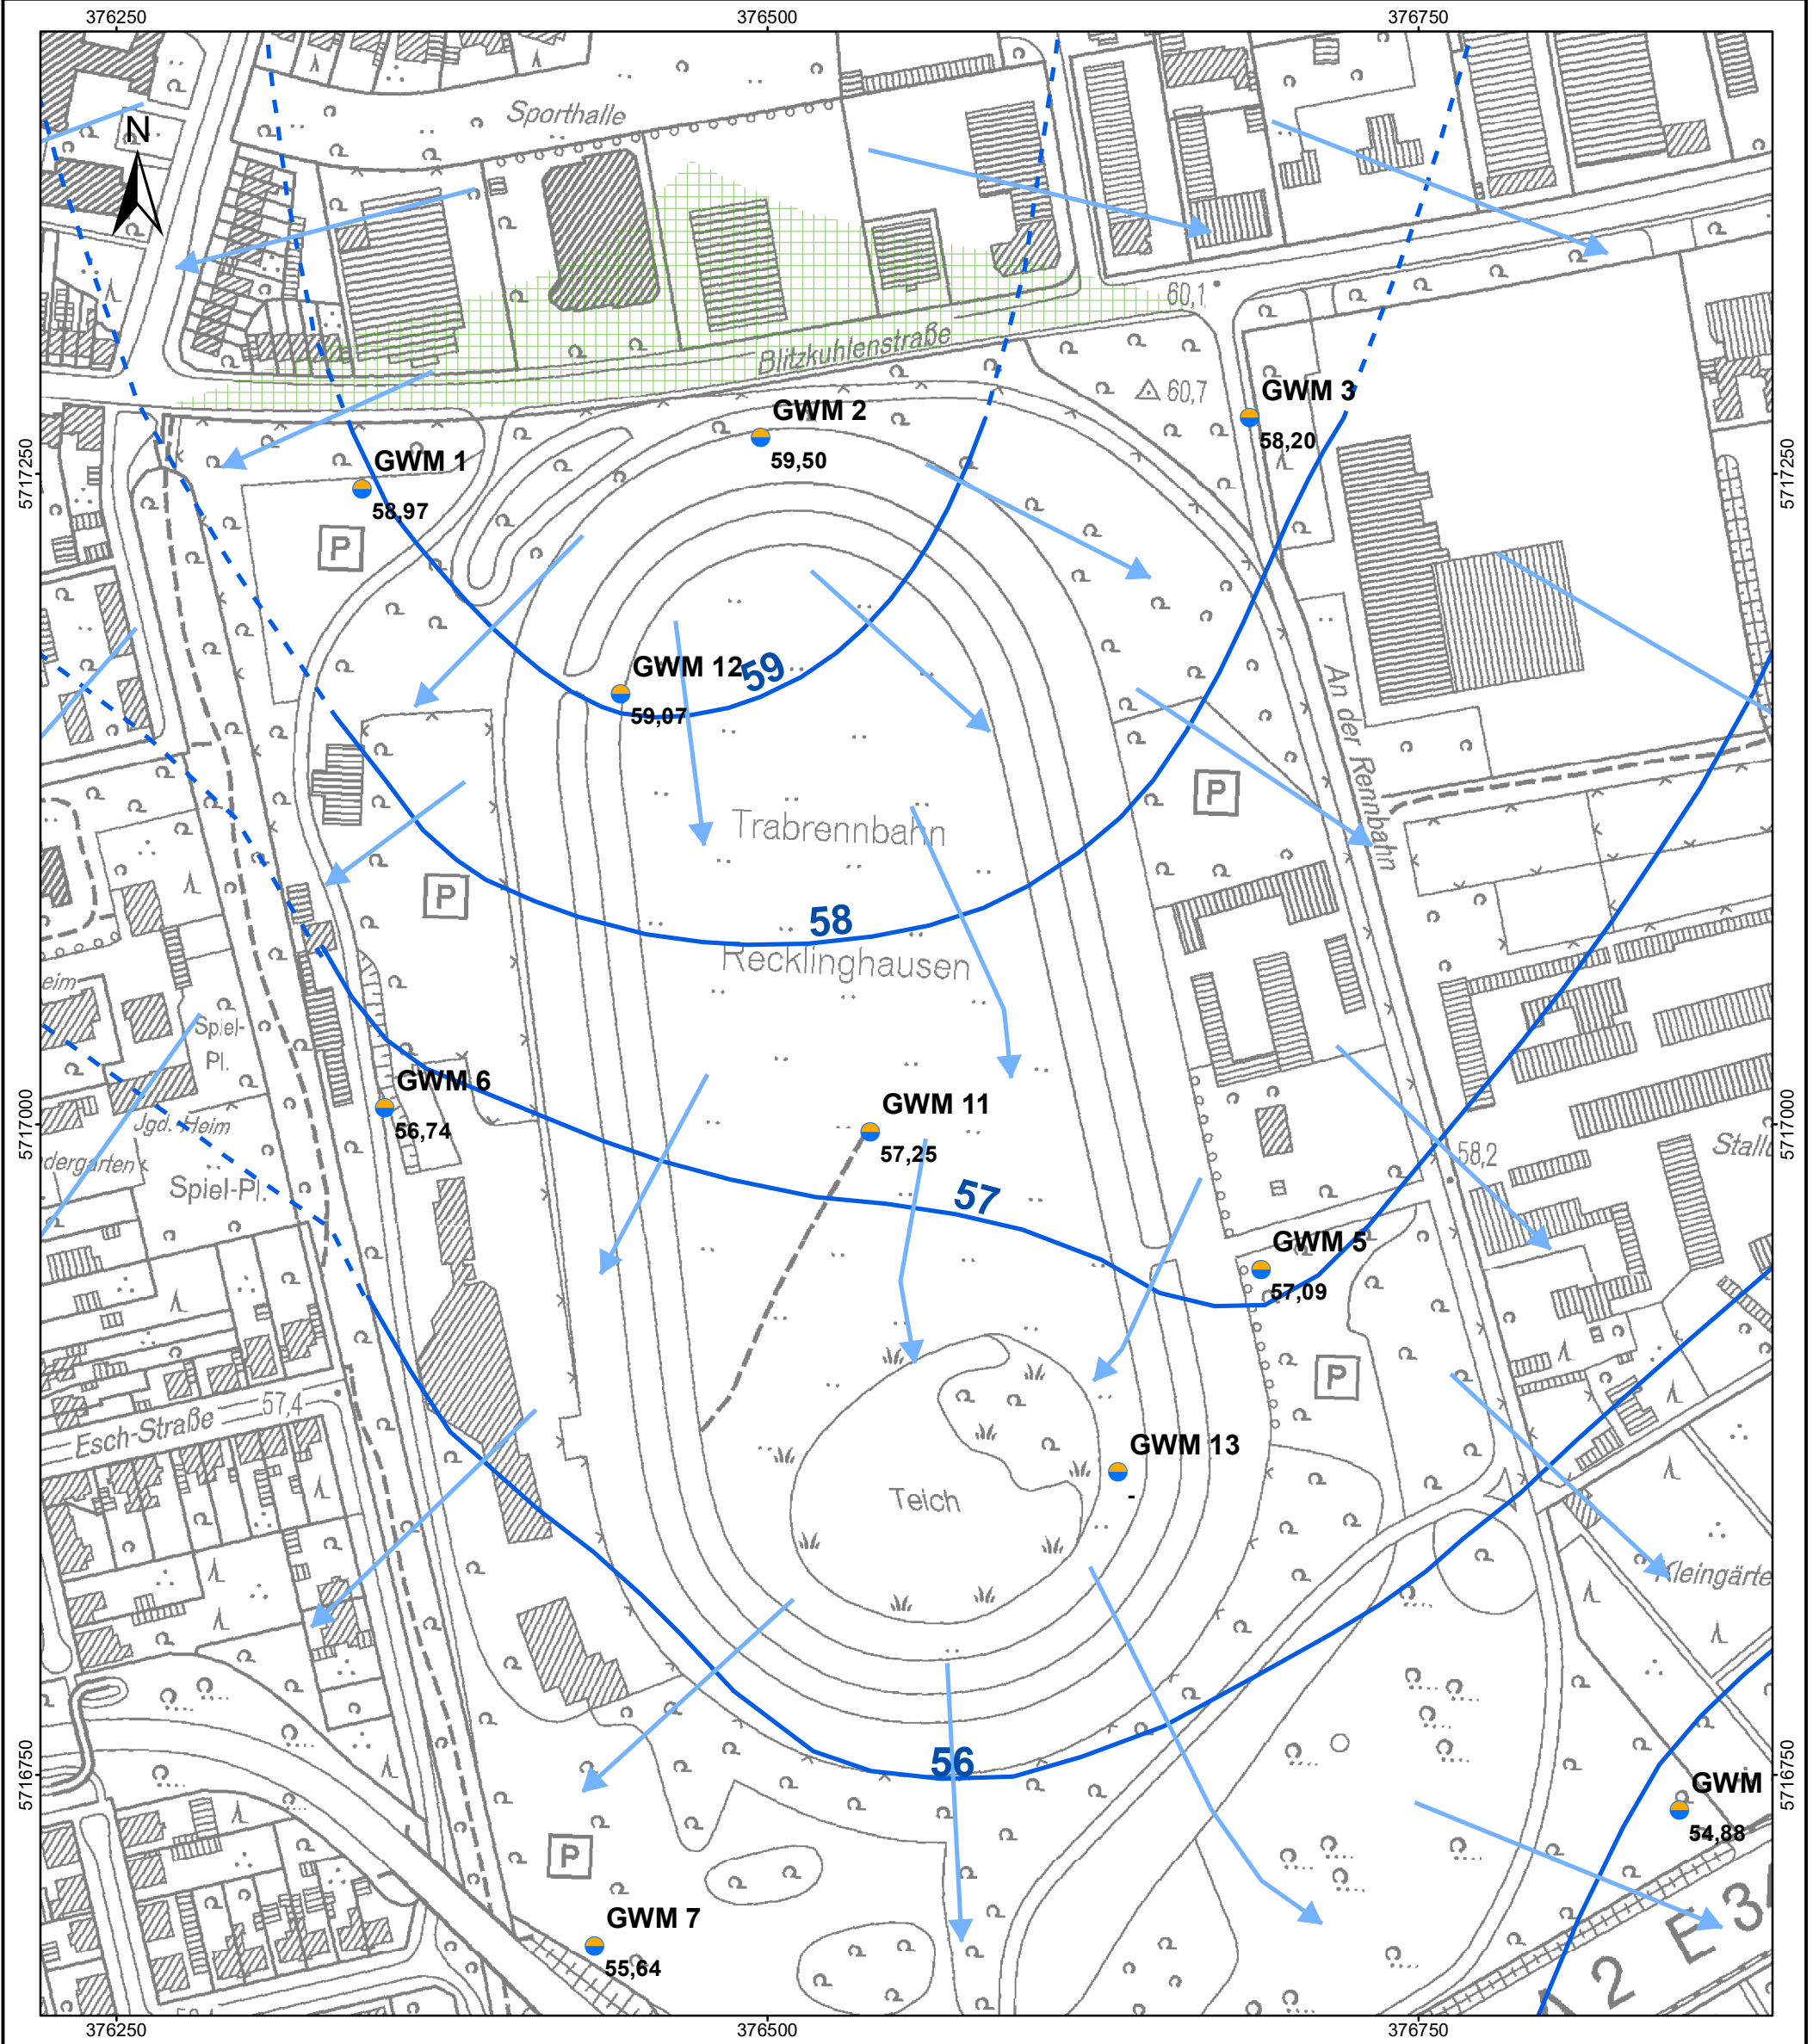 376250
376500
376750
N
Sporthalle
60,1
Blitzkuhlenstraße
60,7
GWM 3
58,20
GWM 2
59,50
GWM 1
58,97
5717250
5717250
P
GWM 12
59,07
59
An der Rennbahn
P
Trabrennbahn
P
58
Recklinghausen
eim
Spiel-
Pl.
GWM 6
56,74
GWM 11
57,25
5717000
5717000
Jgd. Heim
58,2
dergarten
Spiel-Pl.
57
GWM 5
57,09
P
57,4
Esch-Straße
GWM 13
-
Teich
Kleingärte
56
5716750
5716750
GWM
54,88
P
GWM 7
55,64
A 2 E 3
376250
376500
376750